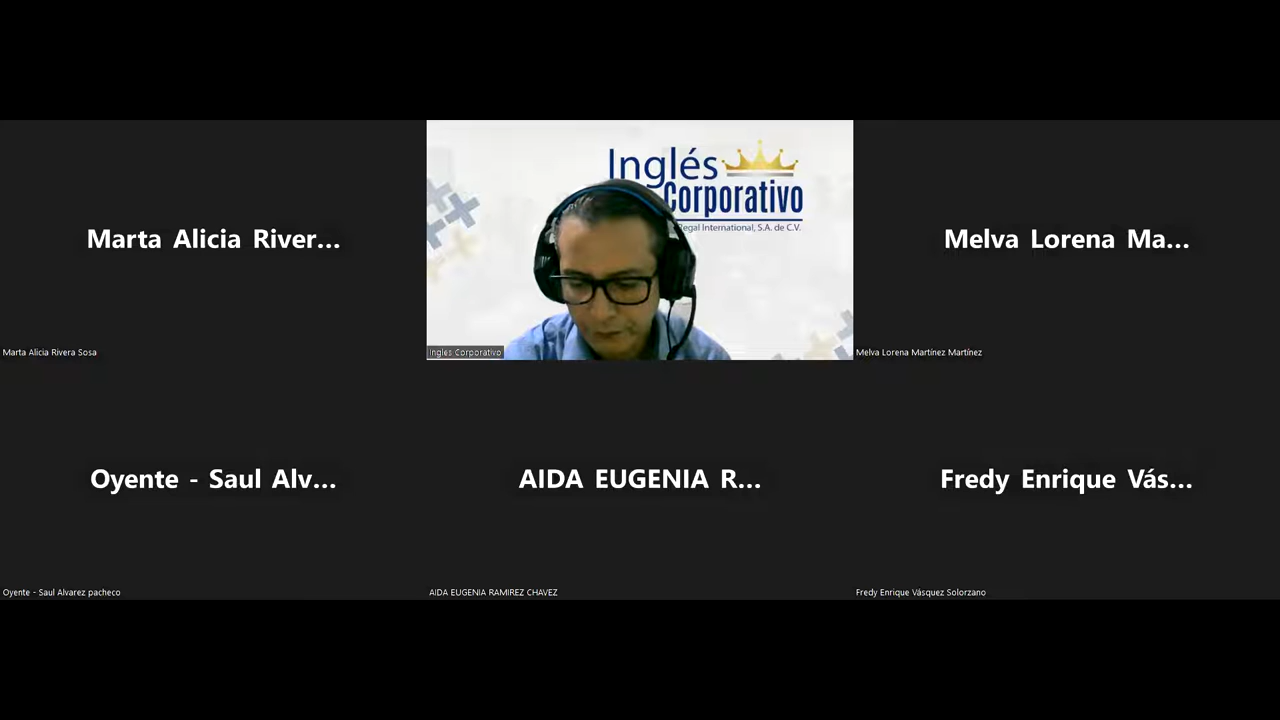 Marta Alicia River...
Marta Alicia Rivera Sosa
Inglés
Corporativo
Regal International, S.A. de C.V.
Inglés Corporativo
Melva Lorena Ma...
Melva Lorena Martínez Martínez
Oyente - Saul Alv...
Oyente - Saul Alvarez pacheco
AIDA EUGENIA R...
AIDA EUGENIA RAMIREZ CHAVEZ
Fredy Enrique Vás...
Fredy Enrique Vásquez Solorzano